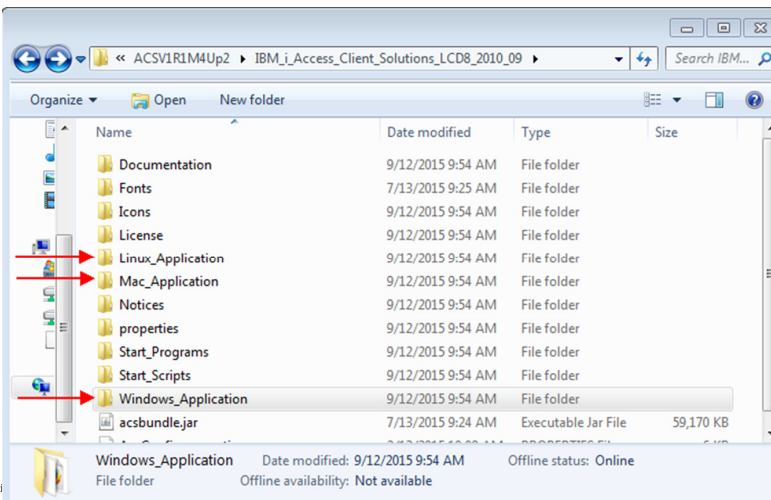 « ACSV1R1M4Up2 ▸ IBM_i_Access_Client_Solutions_LCD8_2010_09 ▸ Search IBM...
Organize Open New folder
Name Date modified Type Size
Documentation 9/12/2015 9:54 AM File folder
Fonts 7/13/2015 9:25 AM File folder
Icons 9/12/2015 9:54 AM File folder
License 9/12/2015 9:54 AM File folder
Linux_Application 9/12/2015 9:54 AM File folder
Mac_Application 9/12/2015 9:54 AM File folder
Notices 9/12/2015 9:54 AM File folder
properties 9/12/2015 9:54 AM File folder
Start_Programs 9/12/2015 9:54 AM File folder
Start_Scripts 9/12/2015 9:54 AM File folder
Windows_Application 9/12/2015 9:54 AM File folder
acsbundle.jar 7/13/2015 9:24 AM Executable Jar File 59,170 KB
Windows_Application Date modified: 9/12/2015 9:54 AM Offline status: Online
File folder Offline availability: Not available